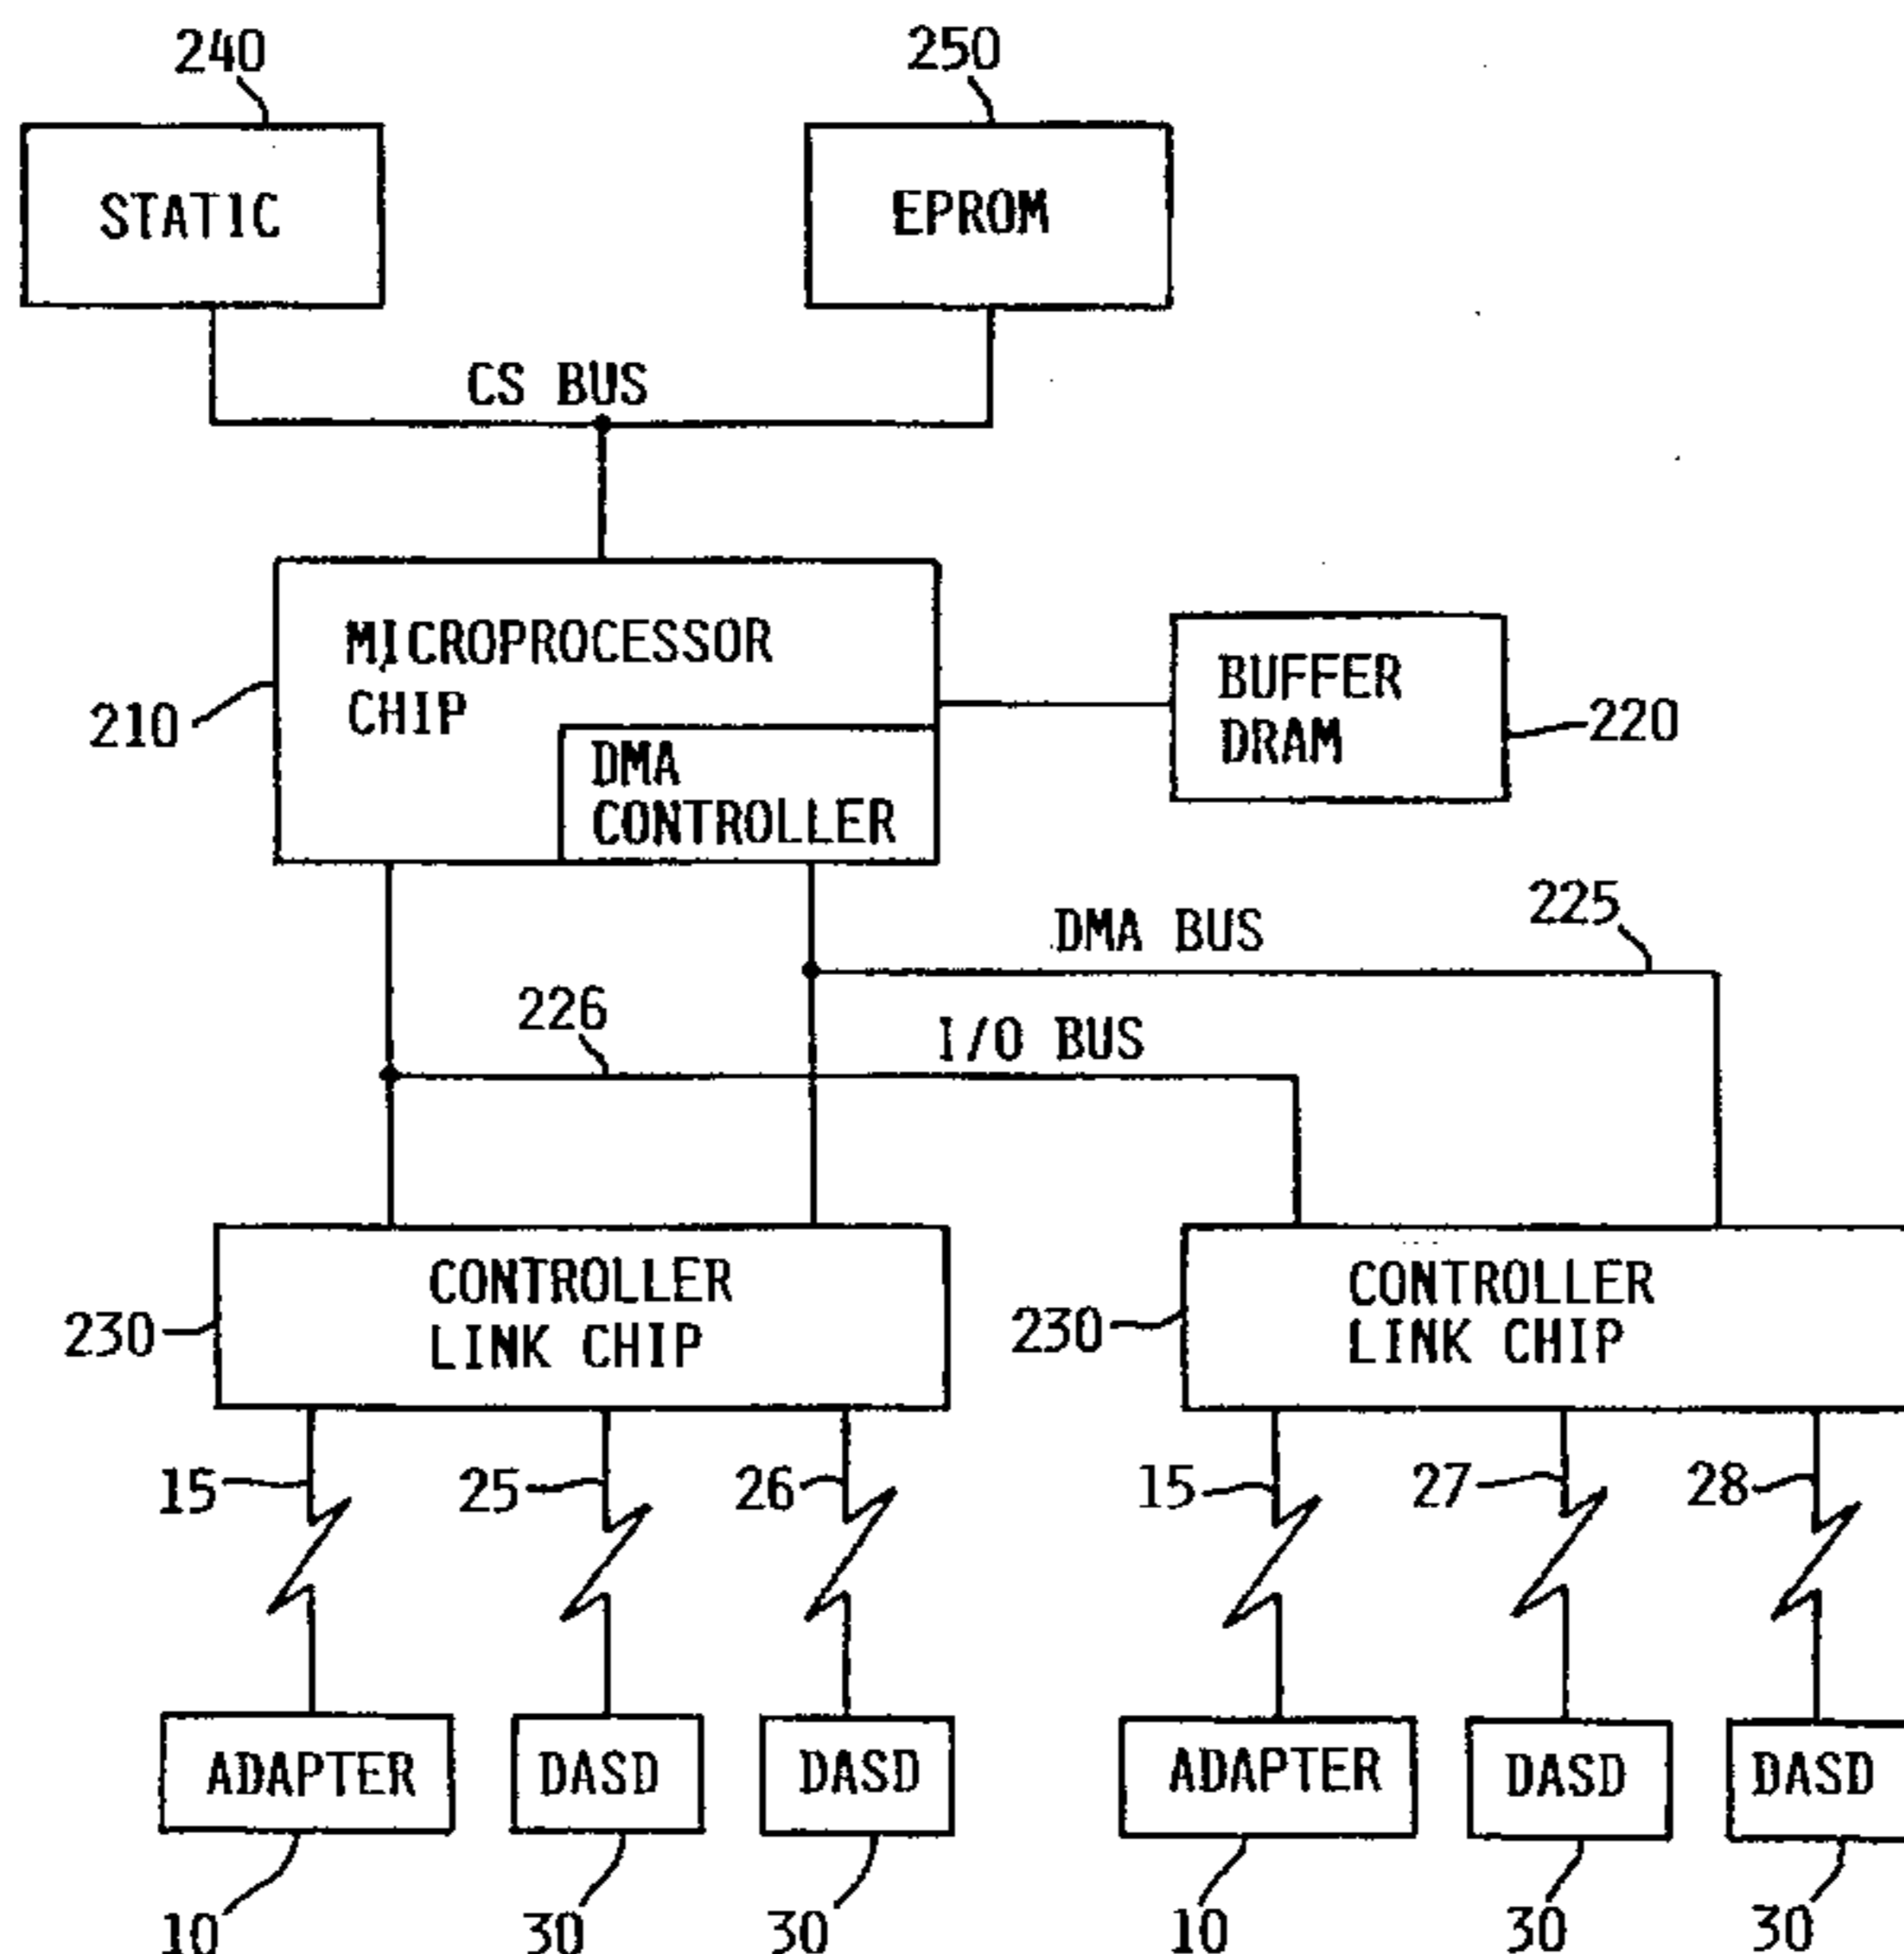 240
250
STATIC
EPROM
CS BUS
MICROPROCESSOR
CHIP
210
DMA
CONTROLLER
BUFFER
DRAM
220
225
DMA BUS
226
I/O BUS
CONTROLLER
LINK CHIP
230
CONTROLLER
LINK CHIP
230
15
25
26
15
27
28
ADAPTER
DASD
DASD
ADAPTER
DASD
DASD
10
30
30
10
30
30